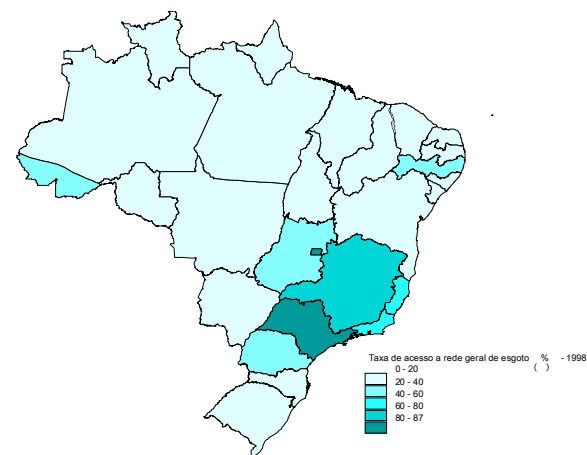 Taxa de acesso a rede geral de esgoto % - 1998
( )
0 - 20
20 - 40
40 - 60
60 - 80
80 - 87